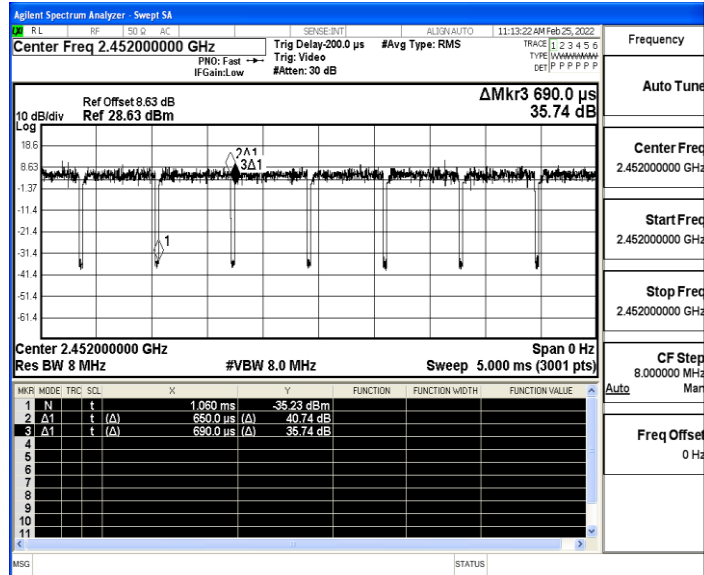 Agilent Spectrum Analyzer - Swept SA
RL RF 50 Ω AC SENSE:INT ALIGN AUTO 11:13:22 AM Feb 25, 2022
Center Freq 2.452000000 GHz
PNO: Fast
IFGain:Low
Trig Delay-200.0 µs
Trig: Video
#Atten: 30 dB
#Avg Type: RMS
TRACE 1 2 3 4 5 6
TYPE WWWWWW
DET P P P P P P
Frequency
Auto Tune
Center Freq
2.452000000 GHz
Start Freq
2.452000000 GHz
Stop Freq
2.452000000 GHz
CF Step
8.000000 MHz
Auto Man
Freq Offset
0 Hz
ΔMkr3 690.0 µs
35.74 dB
Ref Offset 8.63 dB
10 dB/div Ref 28.63 dBm
Log
18.6
8.63
-1.37
-11.4
-21.4
-31.4
-41.4
-51.4
-61.4
2Δ1
3Δ1
1
Center 2.452000000 GHz Span 0 Hz
Res BW 8 MHz #VBW 8.0 MHz Sweep 5.000 ms (3001 pts)
MKR MODE TRC SCL X Y FUNCTION FUNCTION WIDTH FUNCTION VALUE
1 N t 1.060 ms -35.23 dBm
2 Δ1 t (Δ) 650.0 µs (Δ) 40.74 dB
3 Δ1 t (Δ) 690.0 µs (Δ) 35.74 dB
4
5
6
7
8
9
10
11
MSG STATUS